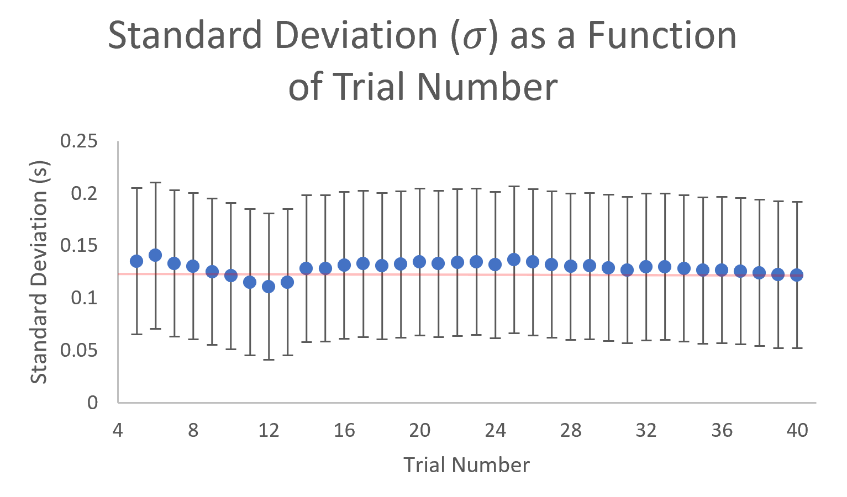 Standard Deviation (σ) as a Function
of Trial Number
0.25
0.2
0.15
0.1
0.05
0
Standard Deviation (s)
4 8 12 16 20 24 28 32 36 40
Trial Number